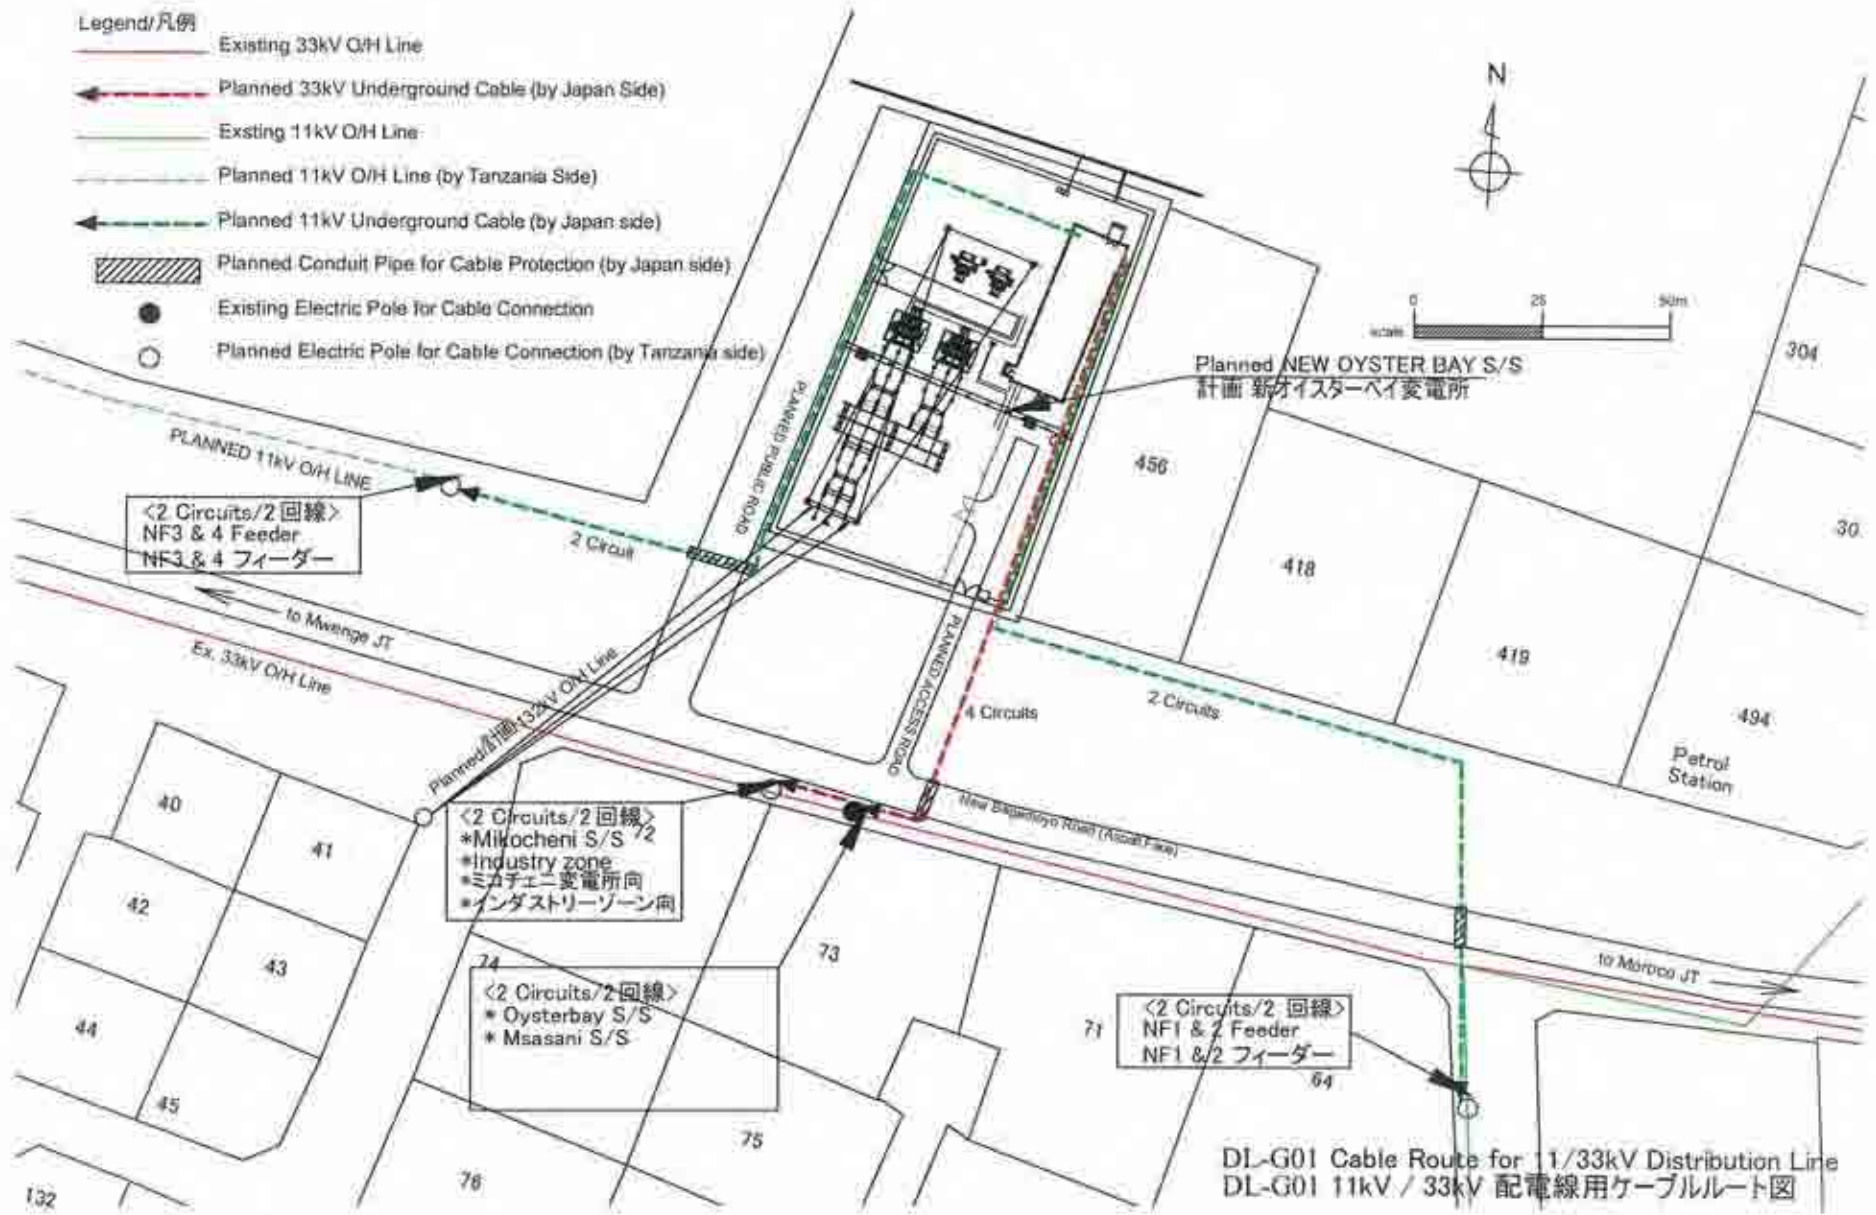 Legend/凡例
Existing 33kV O/H Line
Planned 33kV Underground Cable (by Japan Side)
Exsting 11kV O/H Line
Planned 11kV O/H Line (by Tanzania Side)
Planned 11kV Underground Cable (by Japan side)
Planned Conduit Pipe for Cable Protection (by Japan side)
Existing Electric Pole for Cable Connection
Planned Electric Pole for Cable Connection (by Tanzania side)
N
0 25 50m
scale
Planned NEW OYSTER BAY S/S
計画 新オイスターベイ変電所
304
30
456
418
419
494
Petrol
Station
PLANNED PUBLIC ROAD
PLANNED 11kV O/H LINE
<2 Circuits/2回線>
NF3 & 4 Feeder
NF3 & 4 フィーダー
2 Circuit
to Mwenge JT
Ex. 33kV O/H Line
Planned/計画 132kV O/H Line
PLANNED ACCESS ROAD
4 Circuits
2 Circuits
New Bagamoyo Road
to Moroco JT
<2 Circuits/2回線>
*Mikocheni S/S
72
*Industry zone
*ミコチェニ変電所向
*インダストリーゾーン向
<2 Circuits/2回線>
* Oysterbay S/S
* Msasani S/S
<2 Circuits/2 回線>
NF1 & 2 Feeder
NF1 & 2 フィーダー
40
41
42
43
44
45
132
74
73
71
64
75
76
DL-G01 Cable Route for 11/33kV Distribution Line
DL-G01 11kV / 33kV 配電線用ケーブルルート図